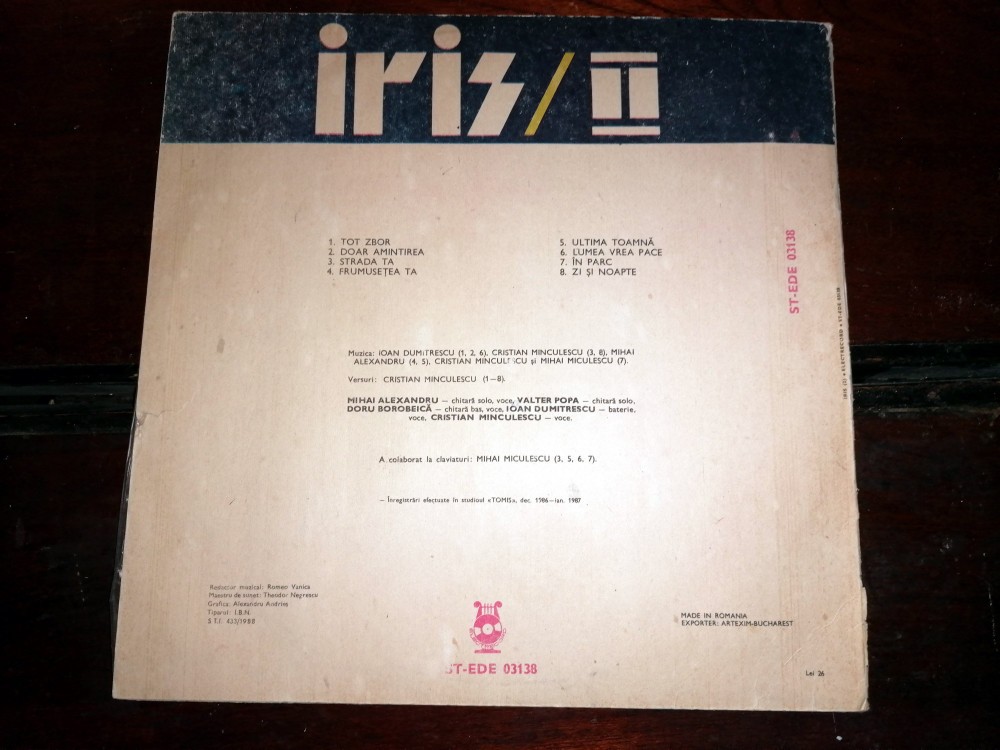 iris/II
1. TOT ZBOR
2. DOAR AMINTIREA
3. STRADA TA
4. FRUMUSEȚEA TA
5. ULTIMA TOAMNĂ
6. LUMEA VREA PACE
7. ÎN PARC
8. ZI ȘI NOAPTE
ST-EDE 03138
Muzica: IOAN DUMITRESCU (1, 2, 6), CRISTIAN MINCULESCU (3, 8), MIHAI
ALEXANDRU (4, 5), CRISTIAN MINCULESCU și MIHAI MICULESCU (7).
Versuri: CRISTIAN MINCULESCU (1—8).
MIHAI ALEXANDRU — chitară solo, voce, VALTER POPA — chitară solo,
DORU BOROBEICĂ — chitară bas, voce, IOAN DUMITRESCU — baterie,
voce, CRISTIAN MINCULESCU — voce.
A colaborat la claviaturi: MIHAI MICULESCU (3, 5, 6, 7).
— Înregistrări efectuate în studioul «TOMIS», dec. 1986—ian. 1987
Redactor muzical: Romeo Vanica
Maestru de sunet: Theodor Negrescu
Grafica: Alexandru Andrieș
Tiparul: I.B.N.
S.T.I. 433/1988
ST-EDE 03138
MADE IN ROMANIA
EXPORTER: ARTEXIM-BUCHAREST
Lei 26